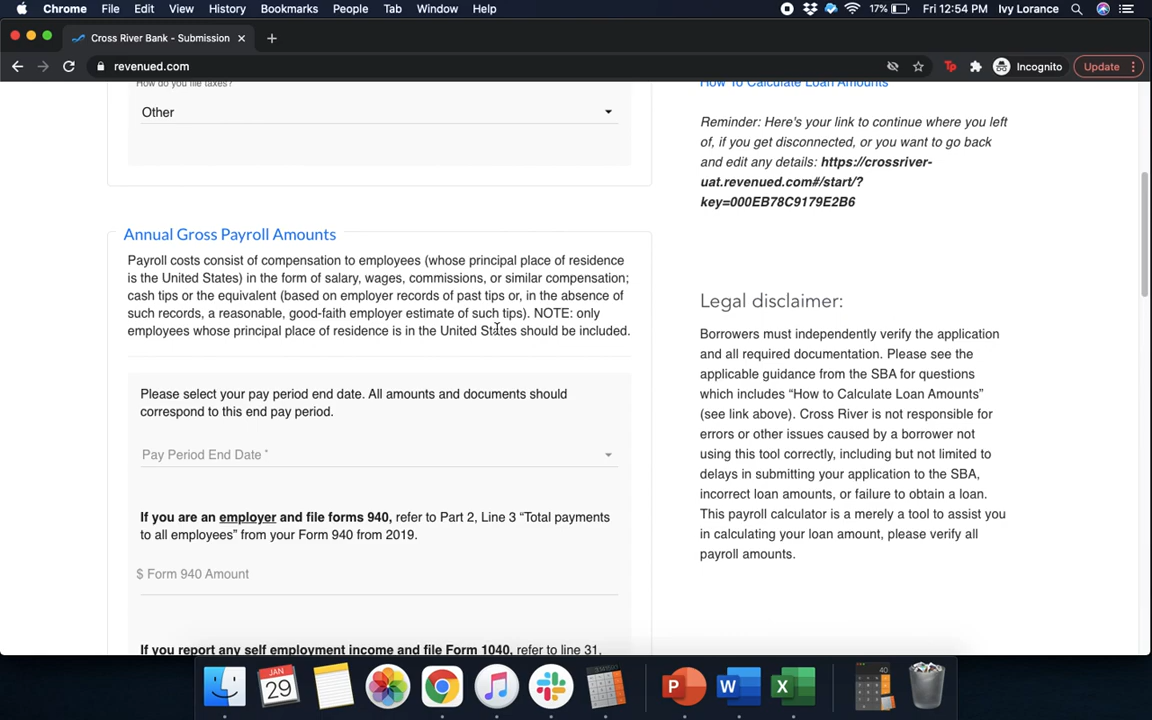 Chrome File Edit View History Bookmarks People Tab Window Help 17% Fri 12:54 PM Ivy Lorance
Cross River Bank - Submission
revenued.com Incognito Update
How do you file taxes?
Other
Annual Gross Payroll Amounts
Payroll costs consist of compensation to employees (whose principal place of residence
is the United States) in the form of salary, wages, commissions, or similar compensation;
cash tips or the equivalent (based on employer records of past tips or, in the absence of
such records, a reasonable, good-faith employer estimate of such tips). NOTE: only
employees whose principal place of residence is in the United States should be included.
Please select your pay period end date. All amounts and documents should
correspond to this end pay period.
Pay Period End Date *
If you are an employer and file forms 940, refer to Part 2, Line 3 “Total payments
to all employees” from your Form 940 from 2019.
$ Form 940 Amount
If you report any self employment income and file Form 1040, refer to line 31,
How To Calculate Loan Amounts
Reminder: Here's your link to continue where you left
of, if you get disconnected, or you want to go back
and edit any details: https://crossriver-
uat.revenued.com#/start/?
key=000EB78C9179E2B6
Legal disclaimer:
Borrowers must independently verify the application
and all required documentation. Please see the
applicable guidance from the SBA for questions
which includes “How to Calculate Loan Amounts”
(see link above). Cross River is not responsible for
errors or other issues caused by a borrower not
using this tool correctly, including but not limited to
delays in submitting your application to the SBA,
incorrect loan amounts, or failure to obtain a loan.
This payroll calculator is a merely a tool to assist you
in calculating your loan amount, please verify all
payroll amounts.
JAN
29
P
W
X
40